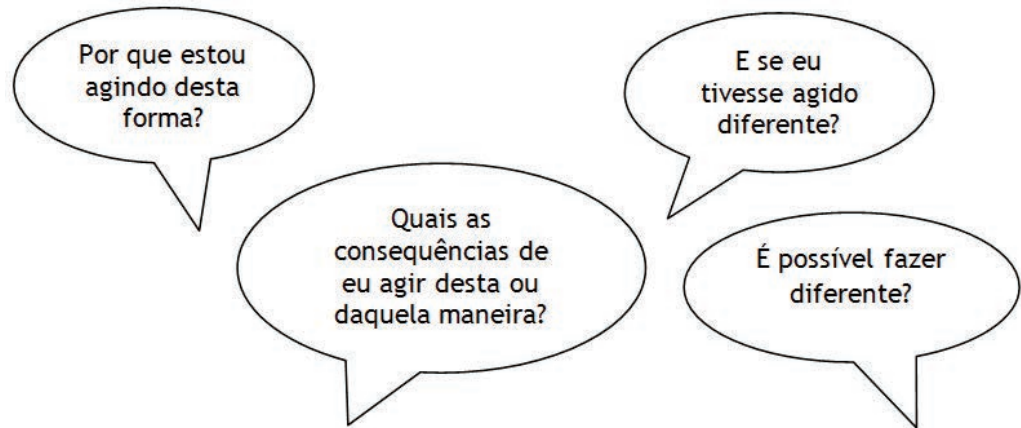 Por que estou
agindo desta
forma?
E se eu
tivesse agido
diferente?
Quais as
consequências de
eu agir desta ou
daquela maneira?
É possível fazer
diferente?